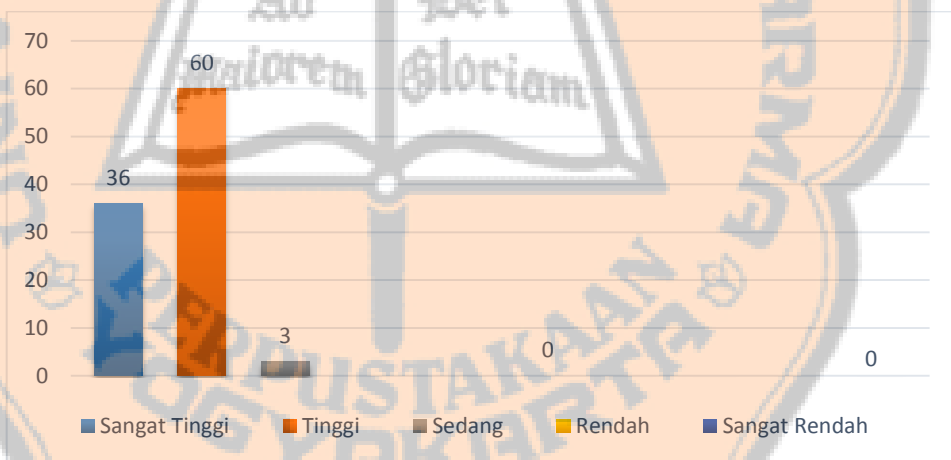 Ad Dei
Maiorem Gloriam
70
60
50
40
30
20
10
0
36
60
3
0
0
Sangat Tinggi Tinggi Sedang Rendah Sangat Rendah
PERPUSTAKAAN
YOGYAKARTA